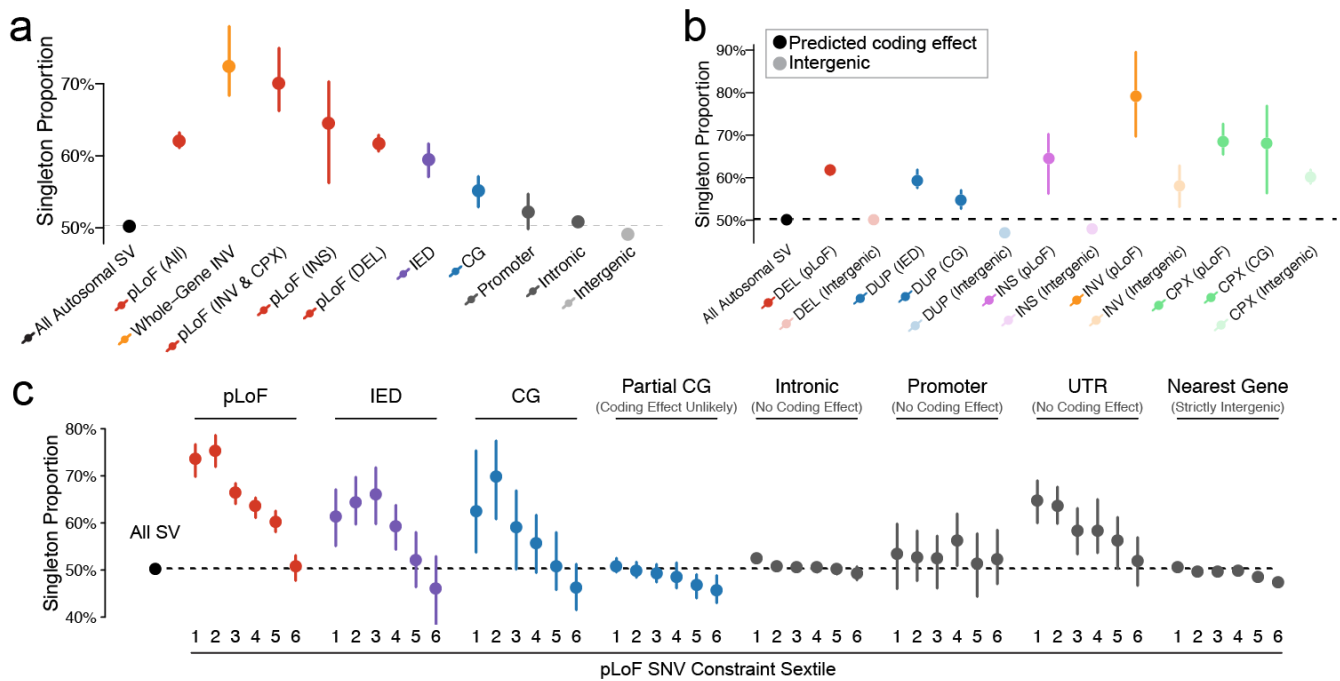 a
Singleton Proportion
70%
60%
50%
All Autosomal SV
pLoF (All)
Whole-Gene INV
pLoF (INV & CPX)
pLoF (INS)
pLoF (DEL)
IED
CG
Promoter
Intronic
Intergenic
b
Predicted coding effect
Intergenic
Singleton Proportion
90%
80%
70%
60%
50%
All Autosomal SV
DEL (pLoF)
DEL (Intergenic)
DUP (IED)
DUP (CG)
DUP (Intergenic)
INS (pLoF)
INS (Intergenic)
INV (pLoF)
INV (Intergenic)
CPX (pLoF)
CPX (CG)
CPX (Intergenic)
c
pLoF
IED
CG
Partial CG
(Coding Effect Unlikely)
Intronic
(No Coding Effect)
Promoter
(No Coding Effect)
UTR
(No Coding Effect)
Nearest Gene
(Strictly Intergenic)
Singleton Proportion
80%
70%
60%
50%
40%
All SV
1 2 3 4 5 6 1 2 3 4 5 6 1 2 3 4 5 6 1 2 3 4 5 6 1 2 3 4 5 6 1 2 3 4 5 6 1 2 3 4 5 6 1 2 3 4 5 6
pLoF SNV Constraint Sextile